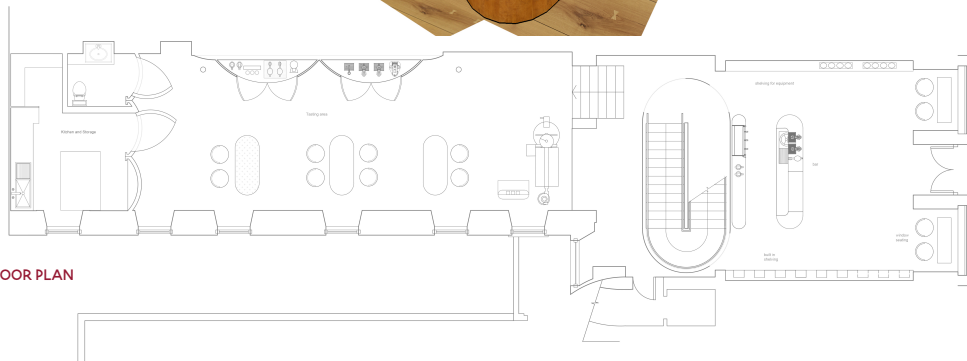 shelving for equipment
Tasting area
Kitchen and Storage
bar
window
seating
built in
shelving
OOR PLAN